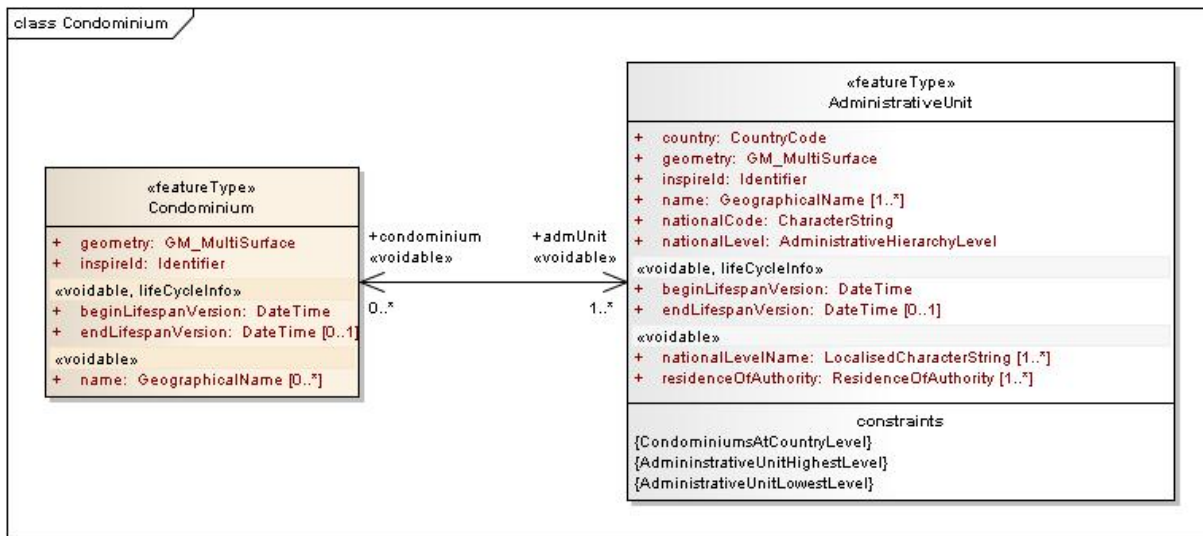 class Condominium
«featureType»
Condominium
+ geometry: GM_MultiSurface
+ inspireId: Identifier
«voidable, lifeCycleInfo»
+ beginLifespanVersion: DateTime
+ endLifespanVersion: DateTime [0..1]
«voidable»
+ name: GeographicalName [0..*]
+condominium
«voidable»
0..*
+admUnit
«voidable»
1..*
«featureType»
AdministrativeUnit
+ country: CountryCode
+ geometry: GM_MultiSurface
+ inspireId: Identifier
+ name: GeographicalName [1..*]
+ nationalCode: CharacterString
+ nationalLevel: AdministrativeHierarchyLevel
«voidable, lifeCycleInfo»
+ beginLifespanVersion: DateTime
+ endLifespanVersion: DateTime [0..1]
«voidable»
+ nationalLevelName: LocalisedCharacterString [1..*]
+ residenceOfAuthority: ResidenceOfAuthority [1..*]
constraints
{CondominiumsAtCountryLevel}
{AdmininstrativeUnitHighestLevel}
{AdministrativeUnitLowestLevel}